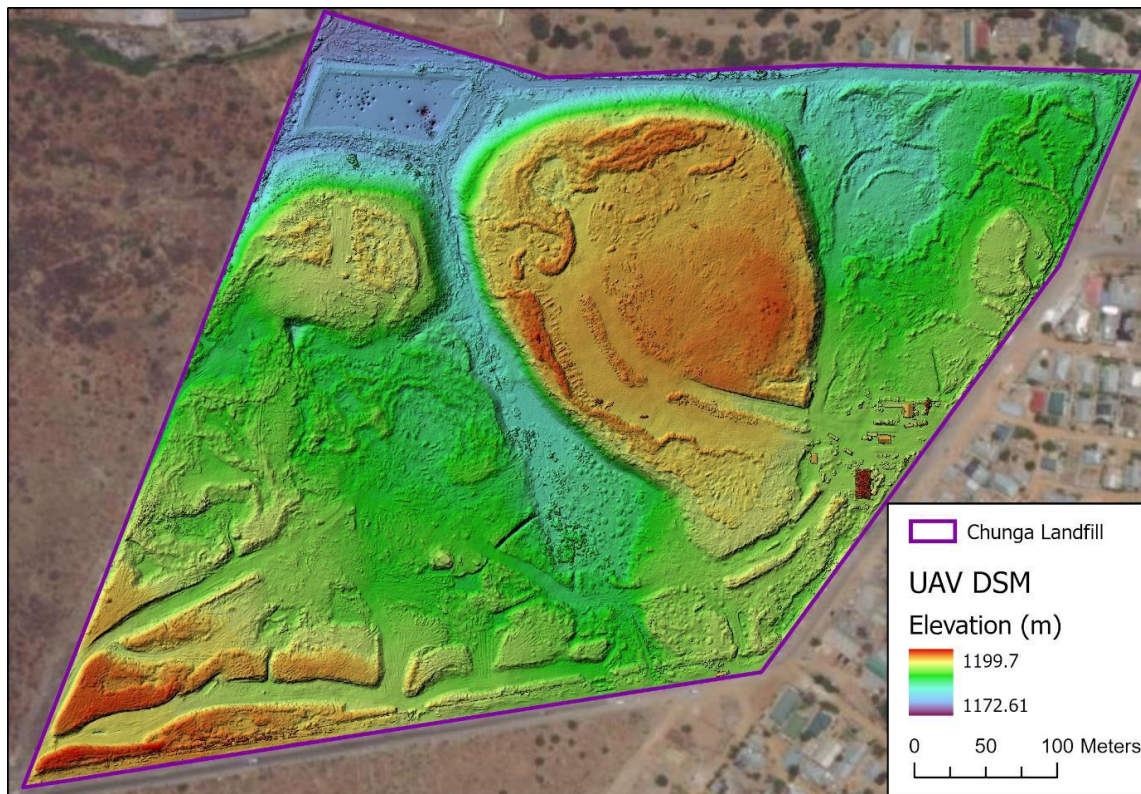 Chunga Landfill
UAV DSM
Elevation (m)
1199.7
1172.61
0 50 100 Meters